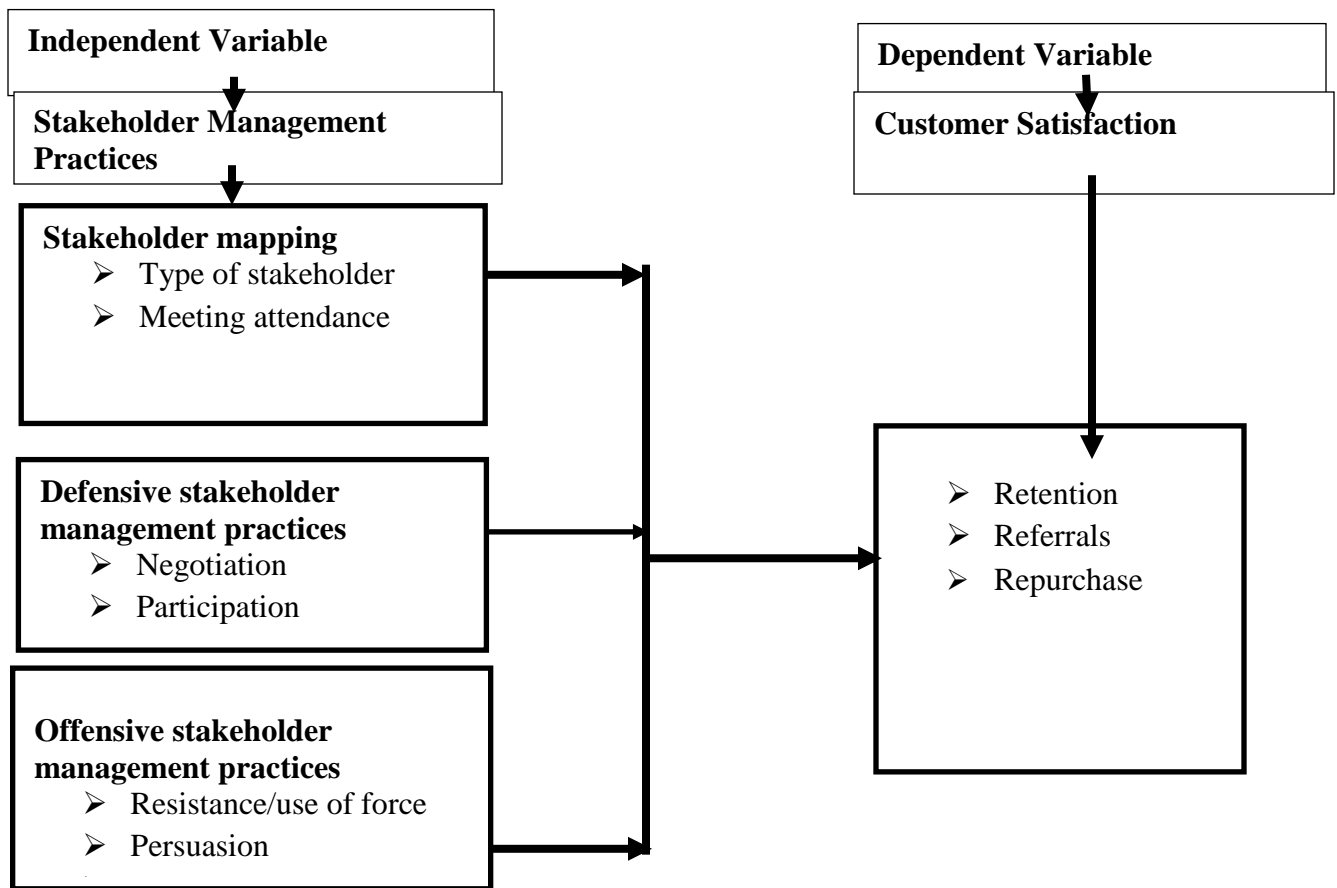 Independent Variable
Stakeholder Management
Practices
Stakeholder mapping
➢ Type of stakeholder
➢ Meeting attendance
Defensive stakeholder
management practices
➢ Negotiation
➢ Participation
Offensive stakeholder
management practices
➢ Resistance/use of force
➢ Persuasion
Dependent Variable
Customer Satisfaction
➢ Retention
➢ Referrals
➢ Repurchase